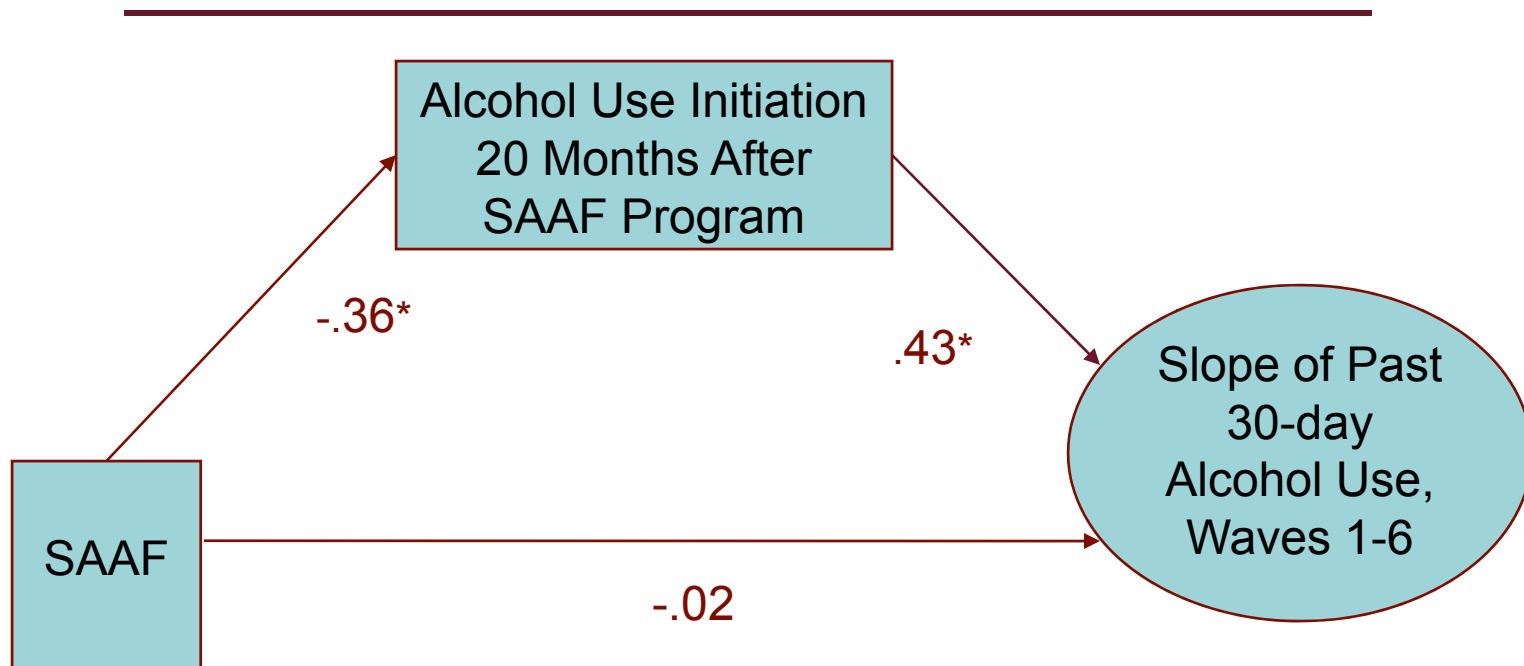 Alcohol Use Initiation
20 Months After
SAAF Program
-.36*
.43*
Slope of Past
30-day
Alcohol Use,
Waves 1-6
SAAF
-.02